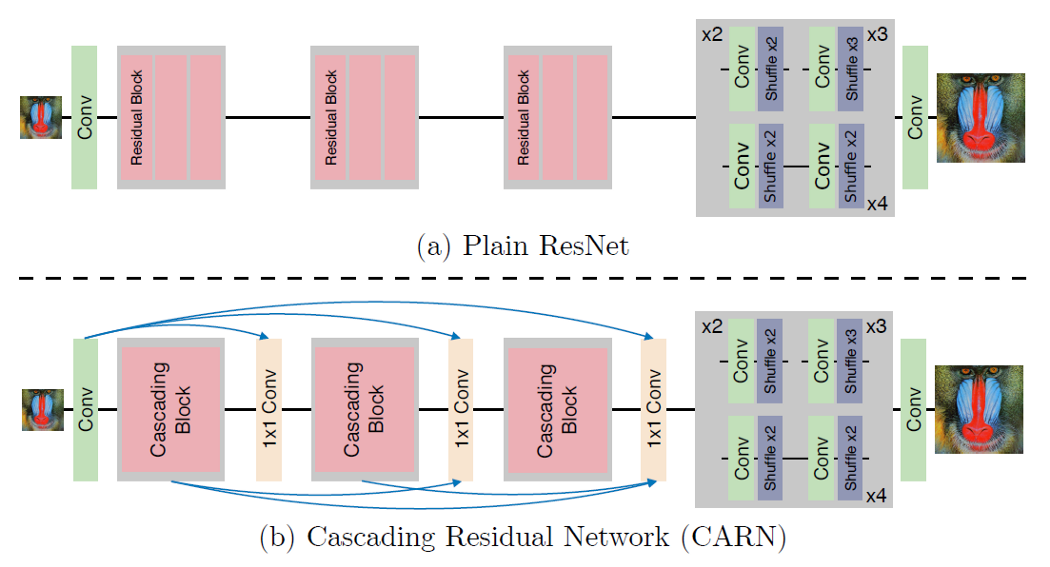 Conv
Residual Block
Residual Block
Residual Block
x2
Conv
Shuffle x2
Conv
Shuffle x3
x3
Conv
Shuffle x2
Conv
Shuffle x2
x4
Conv
(a) Plain ResNet
Conv
Cascading
Block
1x1 Conv
Cascading
Block
1x1 Conv
Cascading
Block
1x1 Conv
x2
Conv
Shuffle x2
Conv
Shuffle x3
x3
Conv
Shuffle x2
Conv
Shuffle x2
x4
Conv
(b) Cascading Residual Network (CARN)